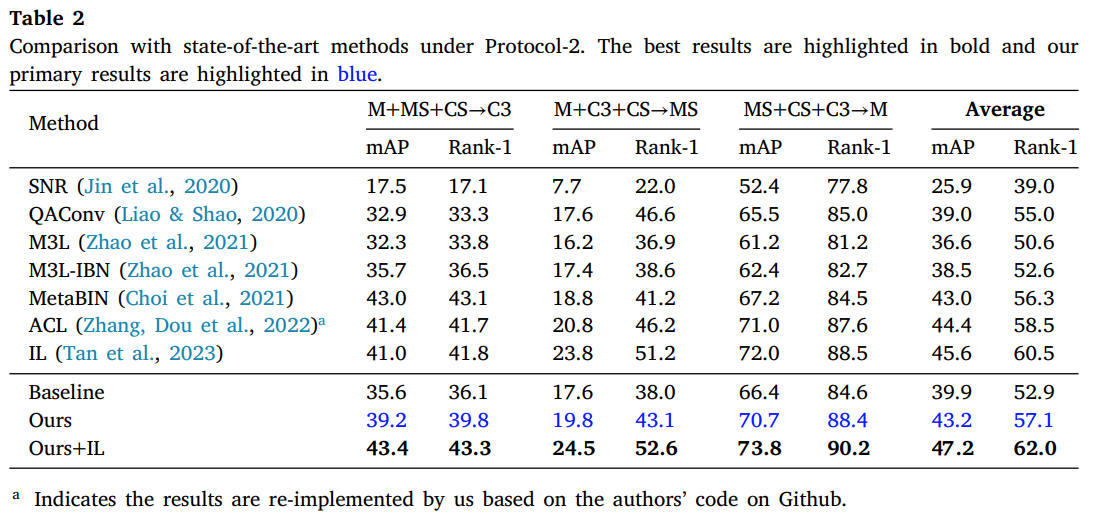 Table 2
Comparison with state-of-the-art methods under Protocol-2. The best results are highlighted in bold and our
primary results are highlighted in blue.
Method M+MS+CS→C3 M+C3+CS→MS MS+CS+C3→M Average
mAP Rank-1 mAP Rank-1 mAP Rank-1 mAP Rank-1
SNR (Jin et al., 2020) 17.5 17.1 7.7 22.0 52.4 77.8 25.9 39.0
QAConv (Liao & Shao, 2020) 32.9 33.3 17.6 46.6 65.5 85.0 39.0 55.0
M3L (Zhao et al., 2021) 32.3 33.8 16.2 36.9 61.2 81.2 36.6 50.6
M3L-IBN (Zhao et al., 2021) 35.7 36.5 17.4 38.6 62.4 82.7 38.5 52.6
MetaBIN (Choi et al., 2021) 43.0 43.1 18.8 41.2 67.2 84.5 43.0 56.3
ACL (Zhang, Dou et al., 2022)a 41.4 41.7 20.8 46.2 71.0 87.6 44.4 58.5
IL (Tan et al., 2023) 41.0 41.8 23.8 51.2 72.0 88.5 45.6 60.5
Baseline 35.6 36.1 17.6 38.0 66.4 84.6 39.9 52.9
Ours 39.2 39.8 19.8 43.1 70.7 88.4 43.2 57.1
Ours+IL 43.4 43.3 24.5 52.6 73.8 90.2 47.2 62.0
a Indicates the results are re-implemented by us based on the authors' code on Github.